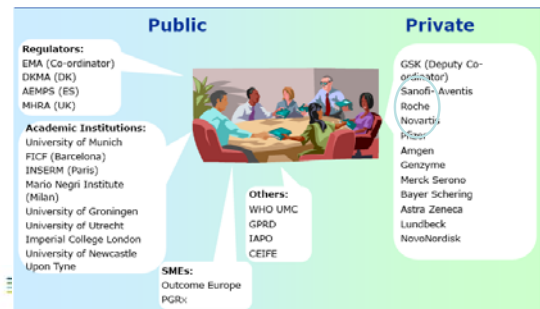 Public
Private
Regulators:
EMA (Co-ordinator)
DKMA (DK)
AEMPS (ES)
MHRA (UK)
Academic Institutions:
University of Munich
FICF (Barcelona)
INSERM (Paris)
Mario Negri Institute
(Milan)
University of Groningen
University of Utrecht
Imperial College London
University of Newcastle
Upon Tyne
SMEs:
Outcome Europe
PGRx
Others:
WHO UMC
GPRD
IAPO
CEIFE
GSK (Deputy Co-
ordinator)
Sanofi- Aventis
Roche
Novartis
Pfizer
Amgen
Genzyme
Merck Serono
Bayer Schering
Astra Zeneca
Lundbeck
NovoNordisk